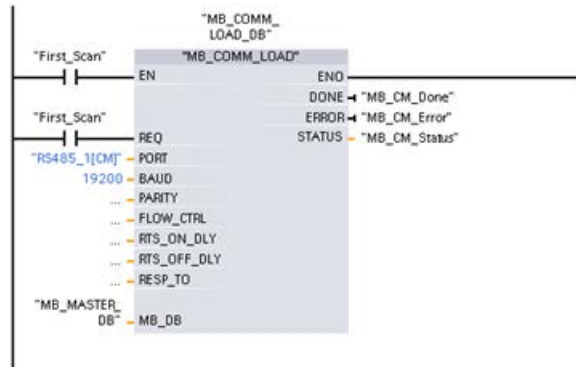 "MB_COMM_
LOAD_DB"
"First_Scan"
"MB_COMM_LOAD"
EN ENO
DONE "MB_CM_Done"
"First_Scan" ERROR "MB_CM_Error"
REQ STATUS "MB_CM_Status"
"RS485_1[CM]" PORT
19200 BAUD
... PARITY
... FLOW_CTRL
... RTS_ON_DLY
... RTS_OFF_DLY
... RESP_TO
"MB_MASTER_
DB" MB_DB